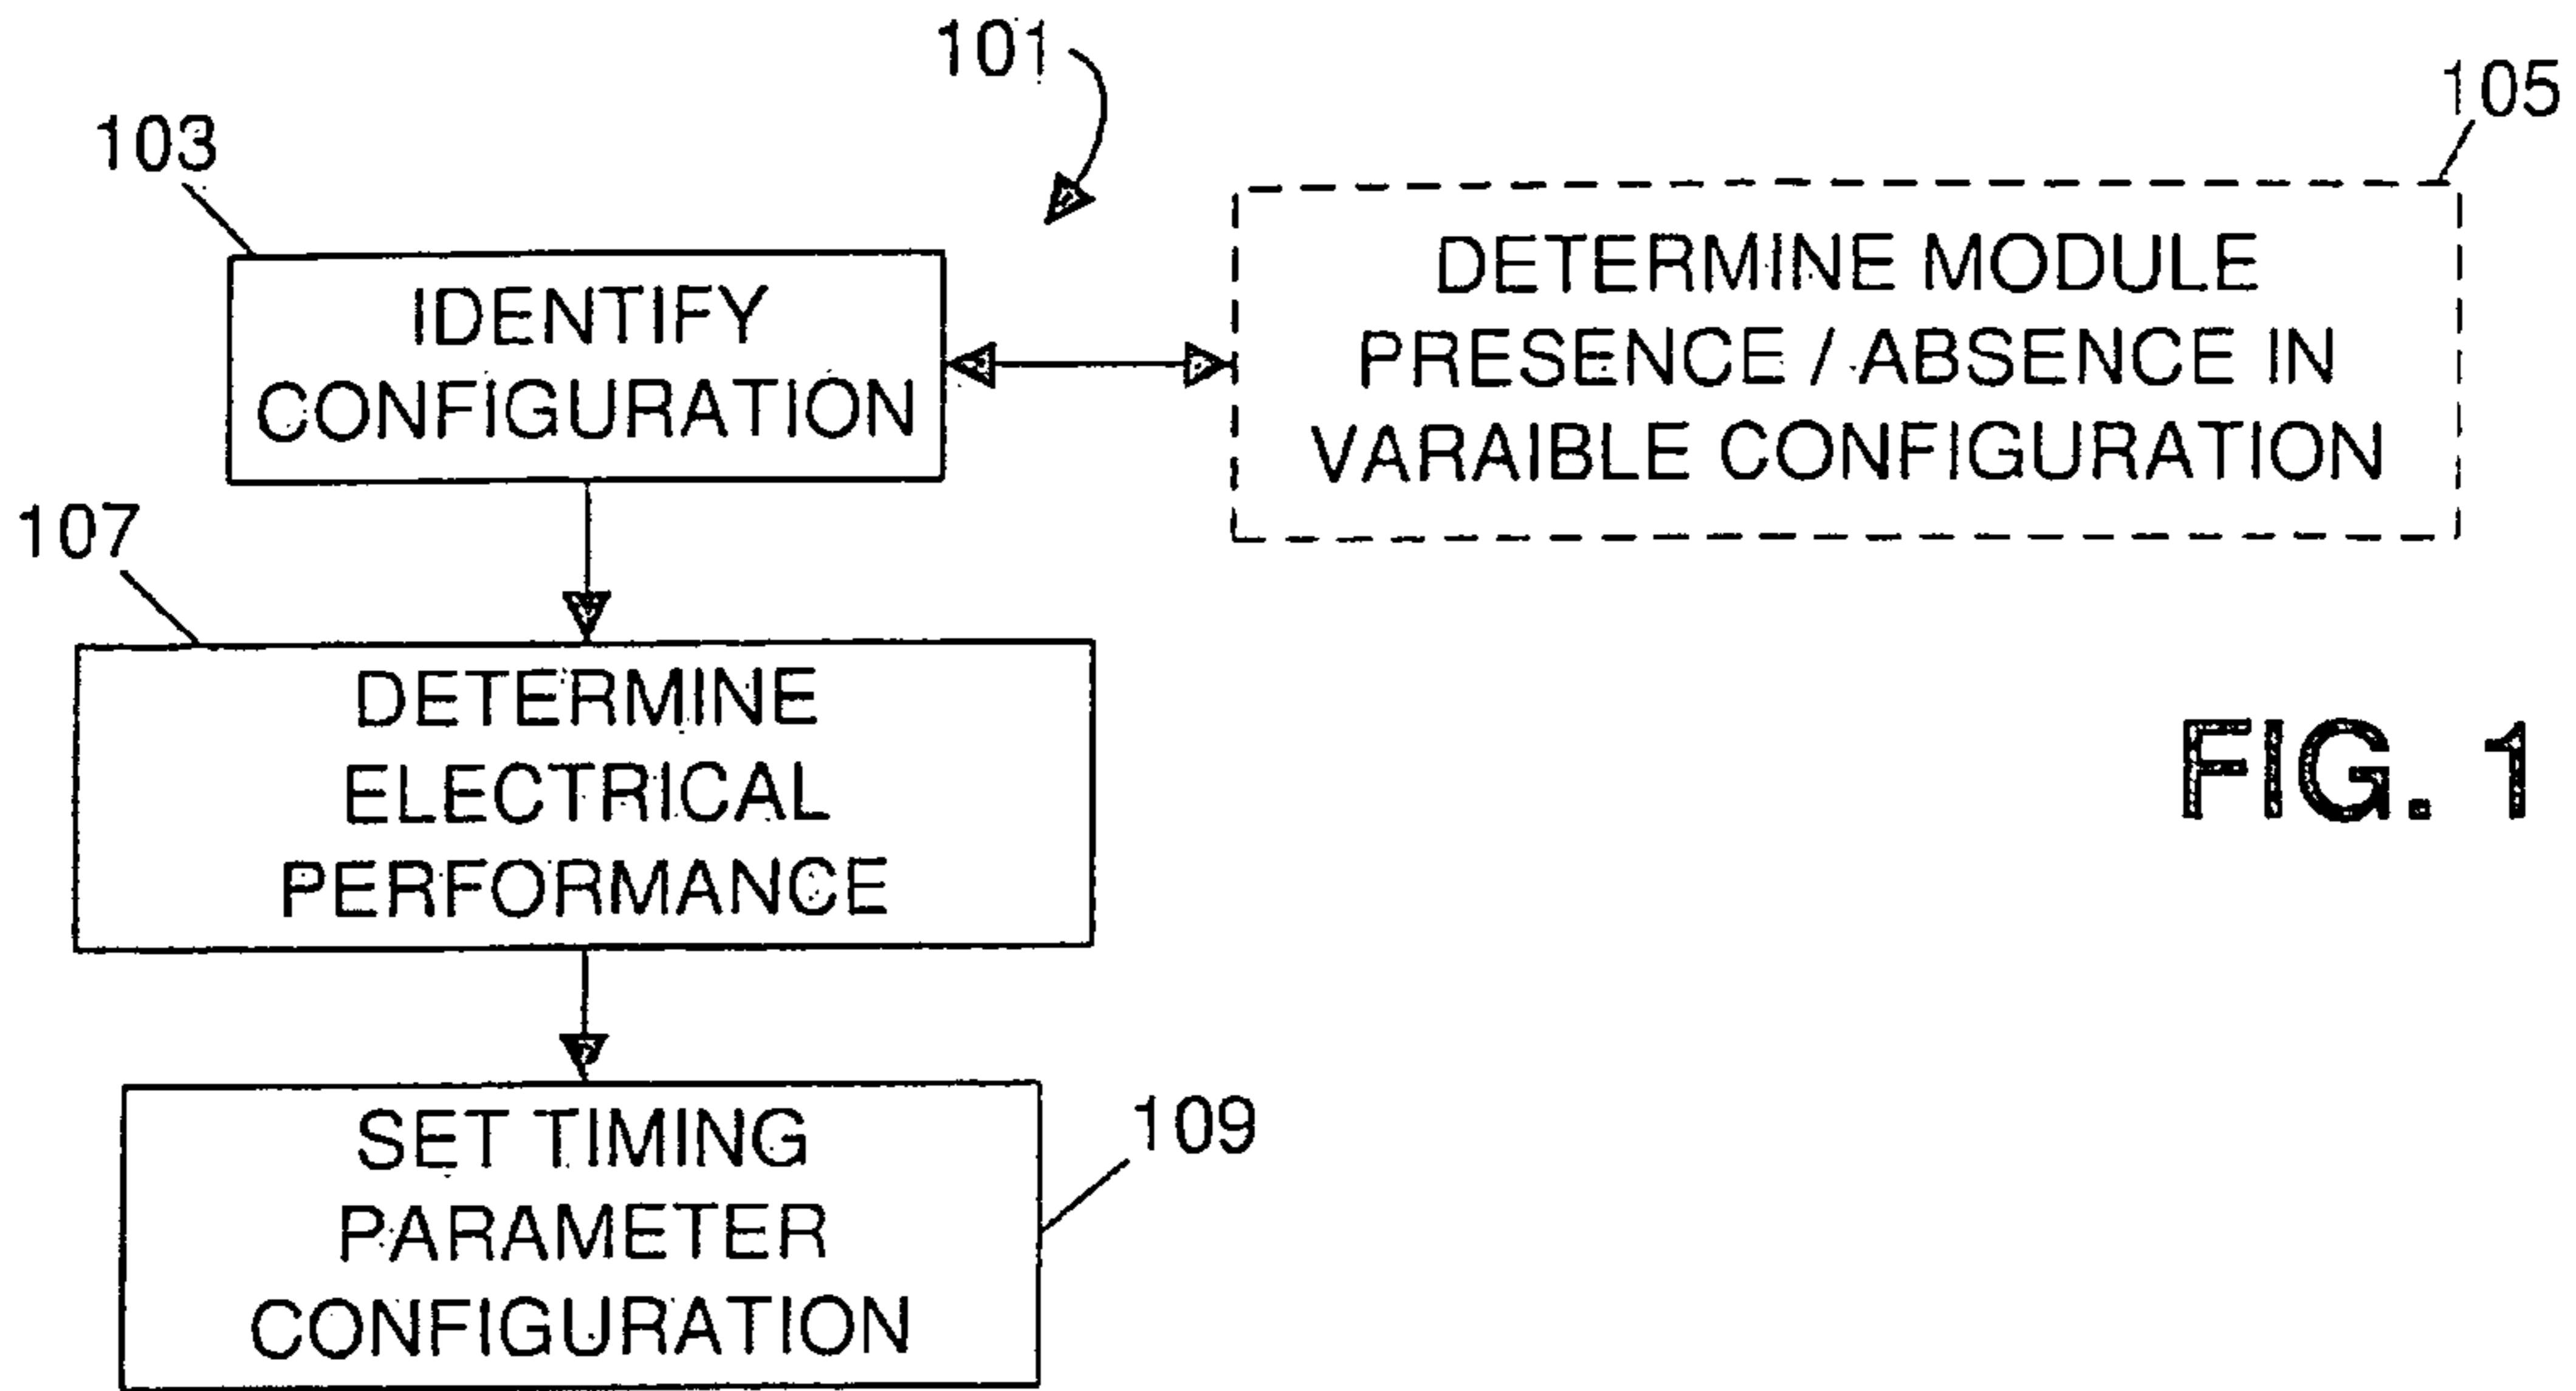 101
105
103
DETERMINE MODULE
PRESENCE / ABSENCE IN
VARAIBLE CONFIGURATION
IDENTIFY
CONFIGURATION
107
DETERMINE
ELECTRICAL
PERFORMANCE
FIG. 1
SET TIMING
PARAMETER
CONFIGURATION
109